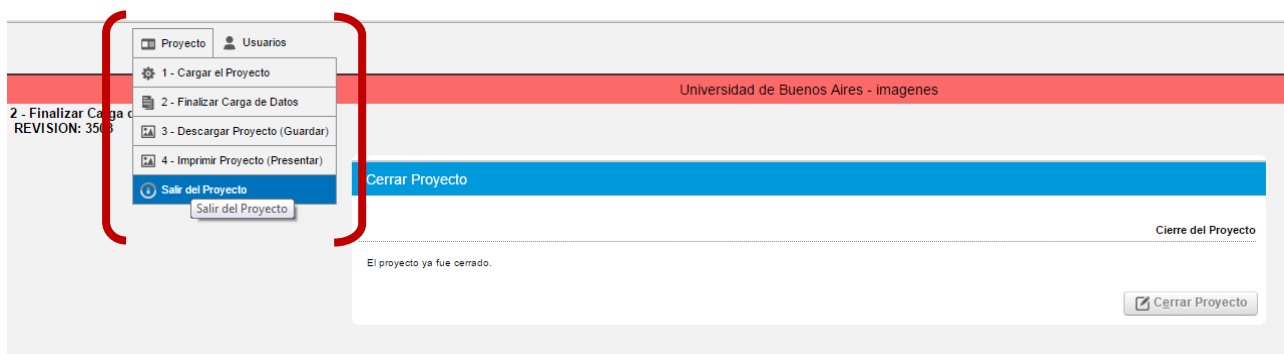 Proyecto Usuarios
1 - Cargar el Proyecto
Universidad de Buenos Aires - imagenes
2 - Finalizar Carga de Datos
2 - Finalizar Carga d
REVISION: 3503
3 - Descargar Proyecto (Guardar)
4 - Imprimir Proyecto (Presentar)
Salir del Proyecto
Salir del Proyecto
Cerrar Proyecto
Cierre del Proyecto
El proyecto ya fue cerrado.
Cerrar Proyecto